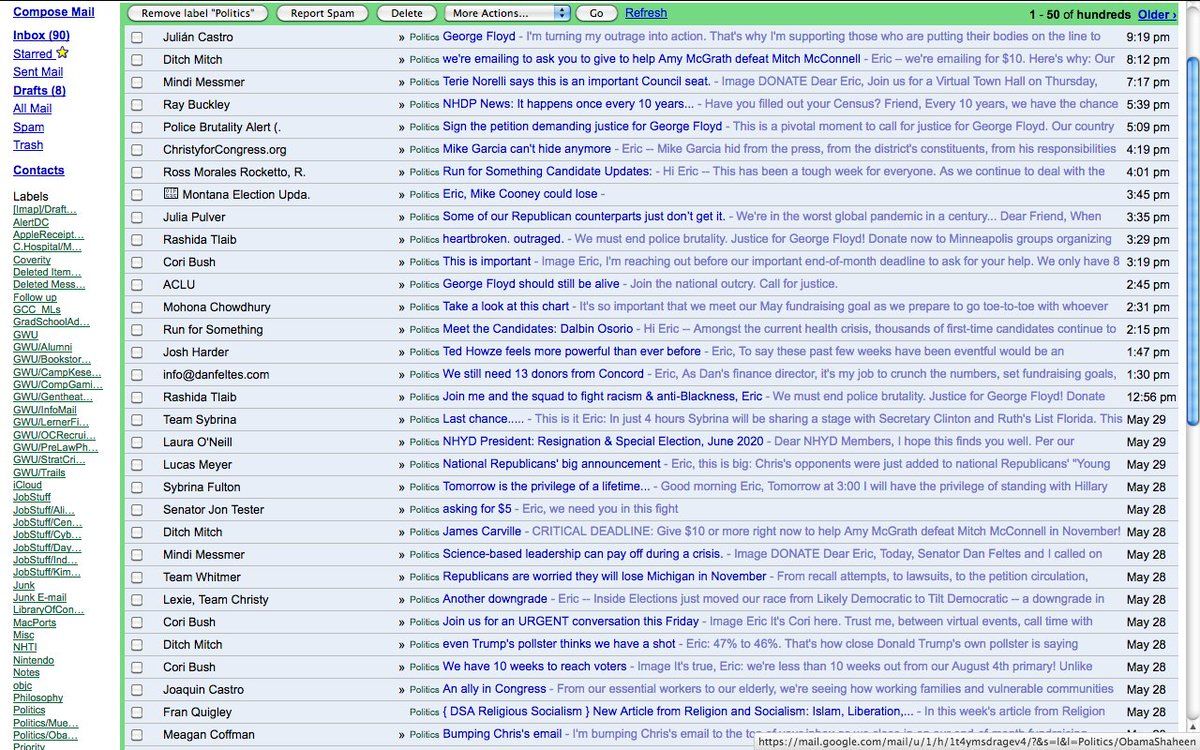 Compose Mail
Inbox (90)
Starred
Sent Mail
Drafts (8)
All Mail
Spam
Trash
Contacts
Labels
[Imap]/Draft…
AlertDC
AppleReceipt…
C.Hospital/M…
Coverity
Deleted Item…
Deleted Mess…
Follow up
GCC_MLs
GradSchoolAd…
GWU
GWU/Alumni
GWU/Bookstor…
GWU/CampKese…
GWU/CompGami…
GWU/Gentheat…
GWU/InfoMail
GWU/LernerFi…
GWU/OCRecrui…
GWU/PreLawPh…
GWU/StratCri…
GWU/Trails
iCloud
JobStuff
JobStuff/Ali…
JobStuff/Cen…
JobStuff/Cyb…
JobStuff/Day…
JobStuff/Ind…
JobStuff/Kim…
Junk
Junk E-mail
LibraryOfCon…
MacPorts
Misc
NHTI
Nintendo
Notes
objc
Philosophy
Politics
Politics/Mue…
Politics/Oba…
Priority
Remove label "Politics" Report Spam Delete More Actions... Go Refresh 1 - 50 of hundreds Older ›
Julián Castro » Politics George Floyd - I'm turning my outrage into action. That's why I'm supporting those who are putting their bodies on the line to 9:19 pm
Ditch Mitch » Politics we're emailing to ask you to give to help Amy McGrath defeat Mitch McConnell - Eric – we're emailing for $10. Here's why: Our 8:12 pm
Mindi Messmer » Politics Terie Norelli says this is an important Council seat. - Image DONATE Dear Eric, Join us for a Virtual Town Hall on Thursday, 7:17 pm
Ray Buckley » Politics NHDP News: It happens once every 10 years... - Have you filled out your Census? Friend, Every 10 years, we have the chance 5:39 pm
Police Brutality Alert (. » Politics Sign the petition demanding justice for George Floyd - This is a pivotal moment to call for justice for George Floyd. Our country 5:09 pm
ChristyforCongress.org » Politics Mike Garcia can't hide anymore - Eric -- Mike Garcia hid from the press, from the district's constituents, from his responsibilities 4:19 pm
Ross Morales Rocketto, R. » Politics Run for Something Candidate Updates: - Hi Eric -- This has been a tough week for everyone. As we continue to deal with the 4:01 pm
Montana Election Upda. » Politics Eric, Mike Cooney could lose - 3:45 pm
Julia Pulver » Politics Some of our Republican counterparts just don't get it. - We're in the worst global pandemic in a century... Dear Friend, When 3:35 pm
Rashida Tlaib » Politics heartbroken. outraged. - We must end police brutality. Justice for George Floyd! Donate now to Minneapolis groups organizing 3:29 pm
Cori Bush » Politics This is important - Image Eric, I'm reaching out before our important end-of-month deadline to ask for your help. We only have 8 3:19 pm
ACLU » Politics George Floyd should still be alive - Join the national outcry. Call for justice. 2:45 pm
Mohona Chowdhury » Politics Take a look at this chart - It's so important that we meet our May fundraising goal as we prepare to go toe-to-toe with whoever 2:31 pm
Run for Something » Politics Meet the Candidates: Dalbin Osorio - Hi Eric -- Amongst the current health crisis, thousands of first-time candidates continue to 2:15 pm
Josh Harder » Politics Ted Howze feels more powerful than ever before - Eric, To say these past few weeks have been eventful would be an 1:47 pm
info@danfeltes.com » Politics We still need 13 donors from Concord - Eric, As Dan's finance director, it's my job to crunch the numbers, set fundraising goals, 1:30 pm
Rashida Tlaib » Politics Join me and the squad to fight racism & anti-Blackness, Eric - We must end police brutality. Justice for George Floyd! Donate 12:56 pm
Team Sybrina » Politics Last chance..... - This is it Eric: In just 4 hours Sybrina will be sharing a stage with Secretary Clinton and Ruth's List Florida. This May 29
Laura O'Neill » Politics NHYD President: Resignation & Special Election, June 2020 - Dear NHYD Members, I hope this finds you well. Per our May 29
Lucas Meyer » Politics National Republicans' big announcement - Eric, this is big: Chris's opponents were just added to national Republicans' "Young May 29
Sybrina Fulton » Politics Tomorrow is the privilege of a lifetime... - Good morning Eric, Tomorrow at 3:00 I will have the privilege of standing with Hillary May 28
Senator Jon Tester » Politics asking for $5 - Eric, we need you in this fight May 28
Ditch Mitch » Politics James Carville - CRITICAL DEADLINE: Give $10 or more right now to help Amy McGrath defeat Mitch McConnell in November! May 28
Mindi Messmer » Politics Science-based leadership can pay off during a crisis. - Image DONATE Dear Eric, Today, Senator Dan Feltes and I called on May 28
Team Whitmer » Politics Republicans are worried they will lose Michigan in November - From recall attempts, to lawsuits, to the petition circulation, May 28
Lexie, Team Christy » Politics Another downgrade - Eric -- Inside Elections just moved our race from Likely Democratic to Tilt Democratic -- a downgrade in May 28
Cori Bush » Politics Join us for an URGENT conversation this Friday - Image Eric It's Cori here. Trust me, between virtual events, call time with May 28
Ditch Mitch » Politics even Trump's pollster thinks we have a shot - Eric: 47% to 46%. That's how close Donald Trump's own pollster is saying May 28
Cori Bush » Politics We have 10 weeks to reach voters - Image It's true, Eric: we're less than 10 weeks out from our August 4th primary! Unlike May 28
Joaquin Castro » Politics An ally in Congress - From our essential workers to our elderly, we're seeing how working families and vulnerable communities May 28
Fran Quigley Politics { DSA Religious Socialism } New Article from Religion and Socialism: Islam, Liberation,... - In this week's article from Religion May 28
Meagan Coffman » Politics Bumping Chris's email - I'm bumping Chris's email to the
https://mail.google.com/mail/u/1/h/1t4ymsdragev4/?&s=l&l=Politics/ObamaShaheen